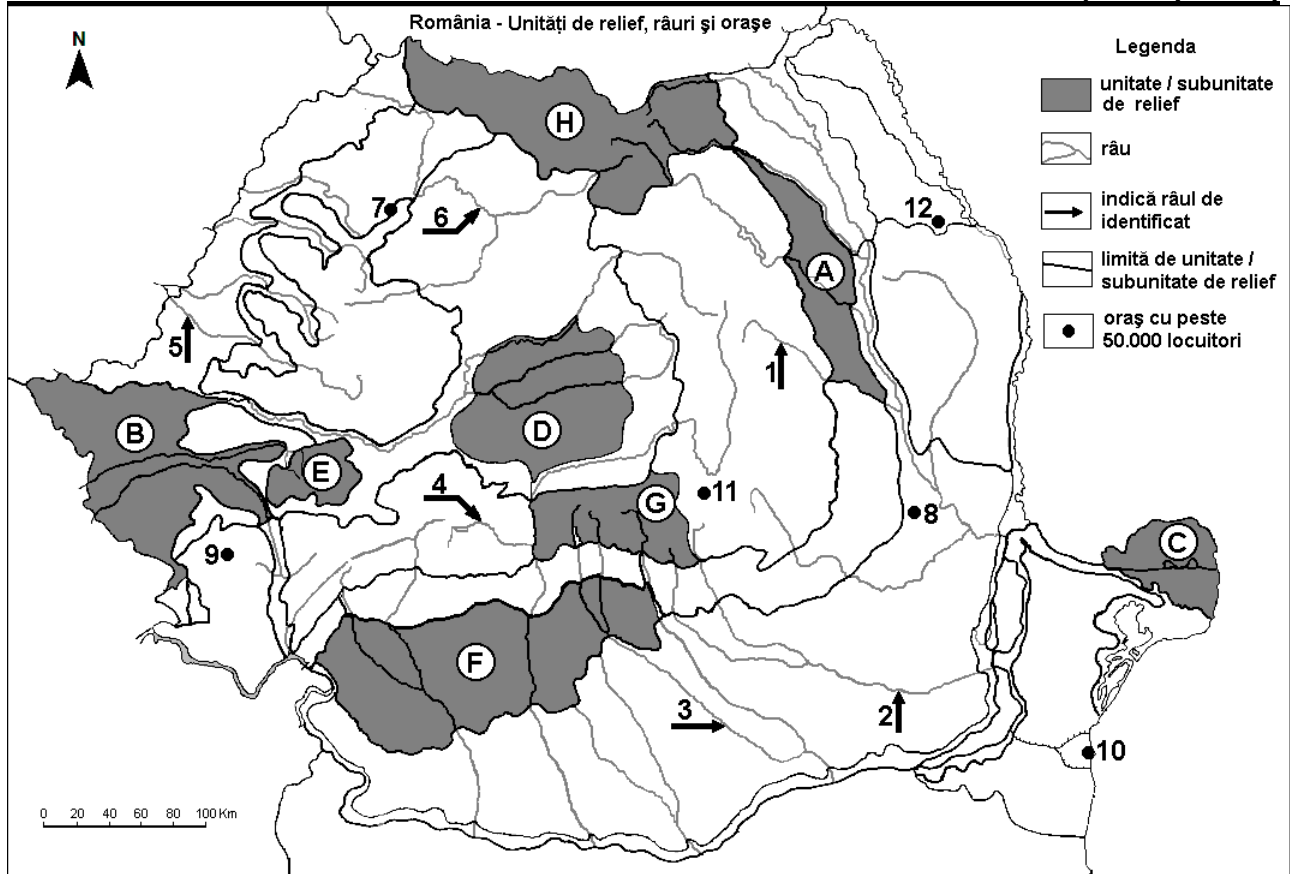 România - Unități de relief, râuri și orașe
N
Legenda
unitate / subunitate
de relief
râu
indică râul de
identificat
limită de unitate /
subunitate de relief
oraş cu peste
50.000 locuitori
H
7
6
12
A
5
1
B
D
E
4
11
G
8
9
C
F
3
2
10
0 20 40 60 80 100 Km